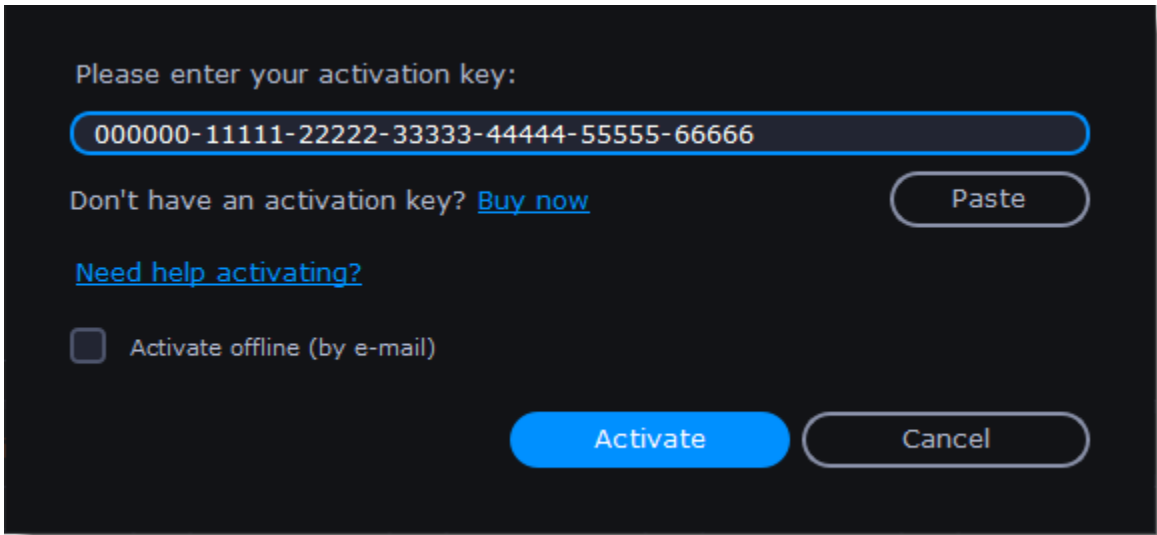 Please enter your activation key:
000000-11111-22222-33333-44444-55555-66666
Don't have an activation key? Buy now
Paste
Need help activating?
Activate offline (by e-mail)
Activate
Cancel